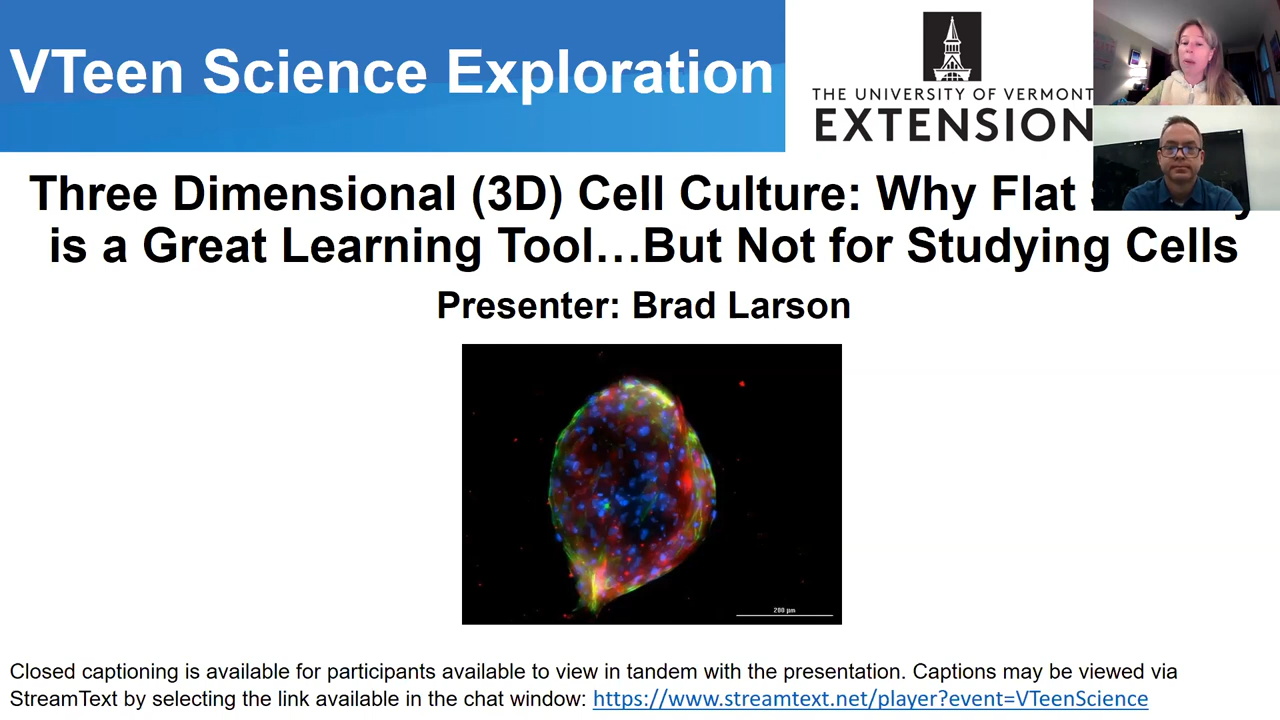 VTeen Science Exploration
THE UNIVERSITY OF VERMONT
EXTENSION
Three Dimensional (3D) Cell Culture: Why Flat
is a Great Learning Tool…But Not for Studying Cells
Presenter: Brad Larson
200 µm
Closed captioning is available for participants available to view in tandem with the presentation. Captions may be viewed via
StreamText by selecting the link available in the chat window: https://www.streamtext.net/player?event=VTeenScience